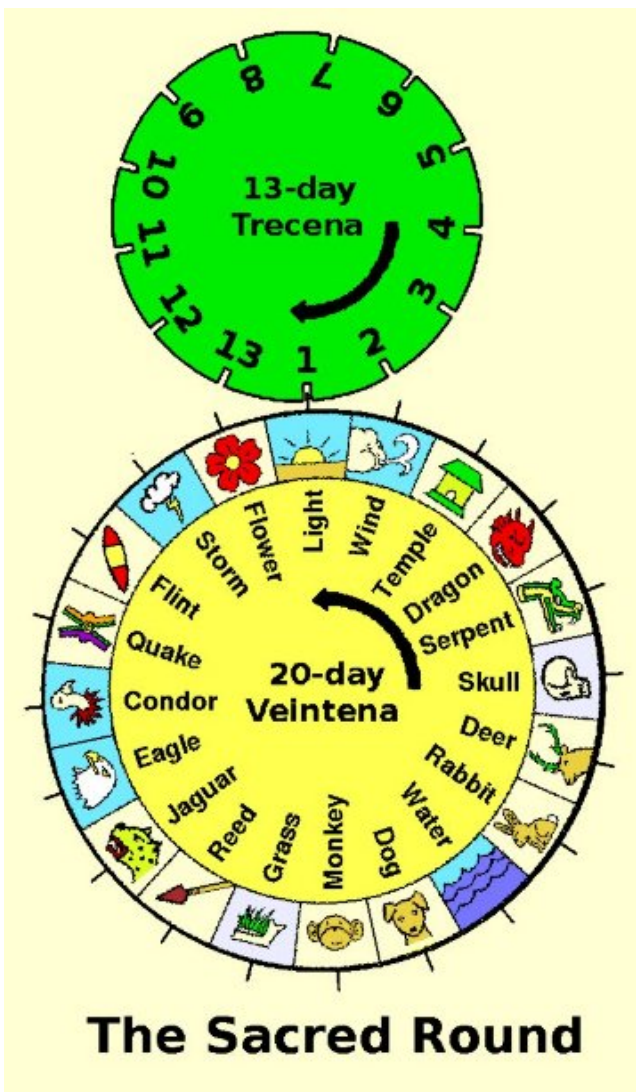 1
2
3
4
5
6
7
8
9
10
11
12
13
13-day
Trecena
Light
Wind
Temple
Dragon
Serpent
Skull
Deer
Rabbit
Water
Dog
Monkey
Grass
Reed
Jaguar
Eagle
Condor
Quake
Flint
Storm
Flower
20-day
Veintena
The Sacred Round